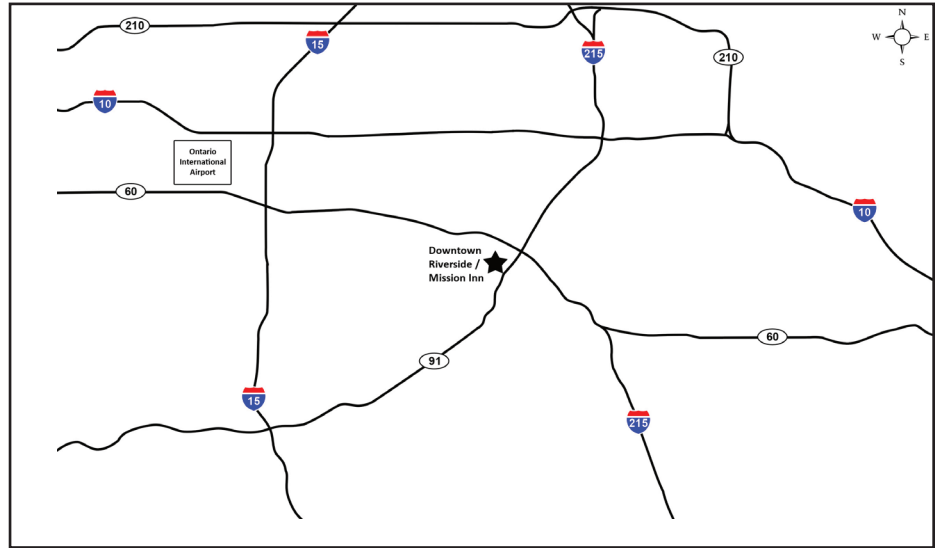 210
15
215
210
N
W
E
S
10
Ontario
International
Airport
60
10
Downtown
Riverside /
Mission Inn
60
91
15
215